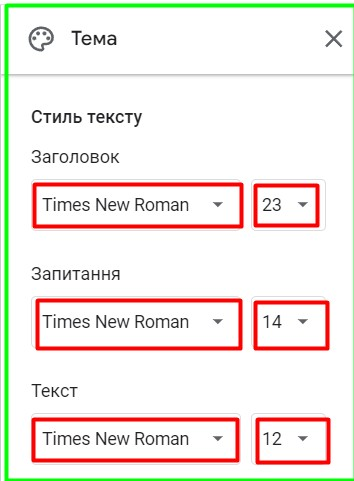 Тема
Стиль тексту
Заголовок
Times New Roman 23
Запитання
Times New Roman 14
Текст
Times New Roman 12